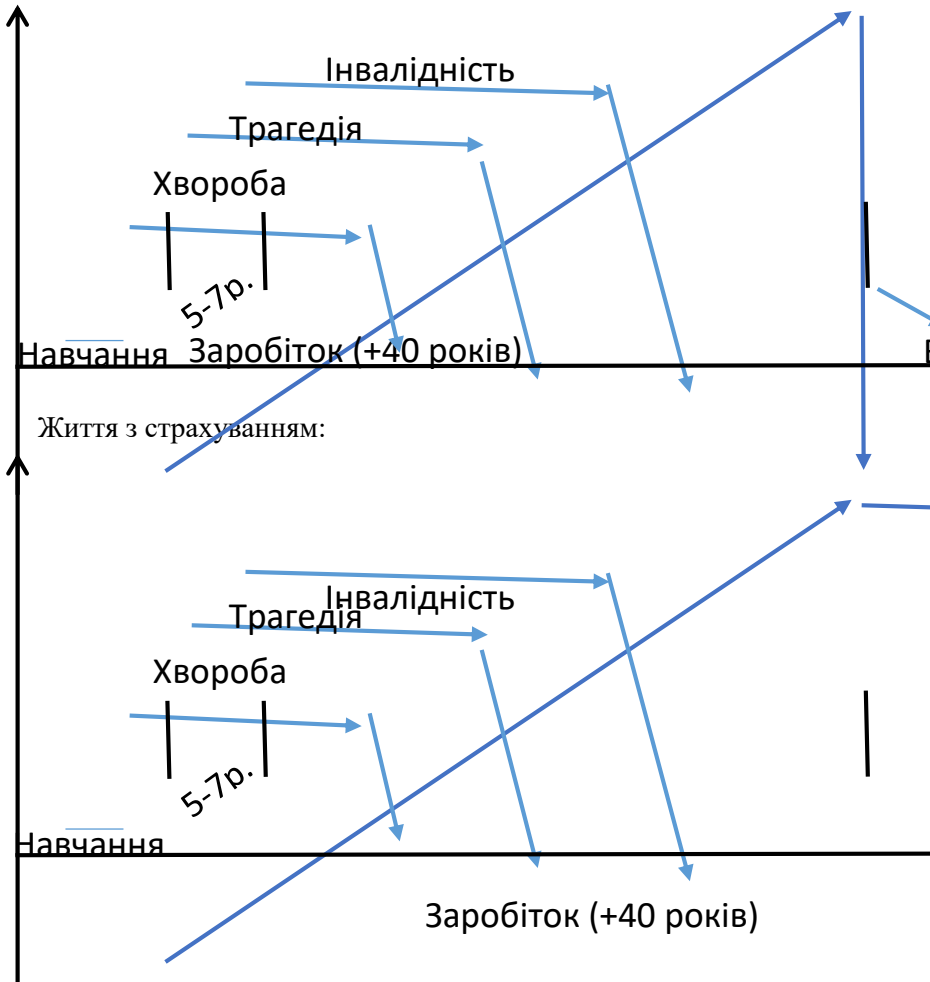 Інвалідність
Трагедія
Хвороба
5-7р.
Навчання Заробіток (+40 років)
Життя з страхуванням:
Інвалідність
Трагедія
Хвороба
5-7р.
Навчання
Заробіток (+40 років)